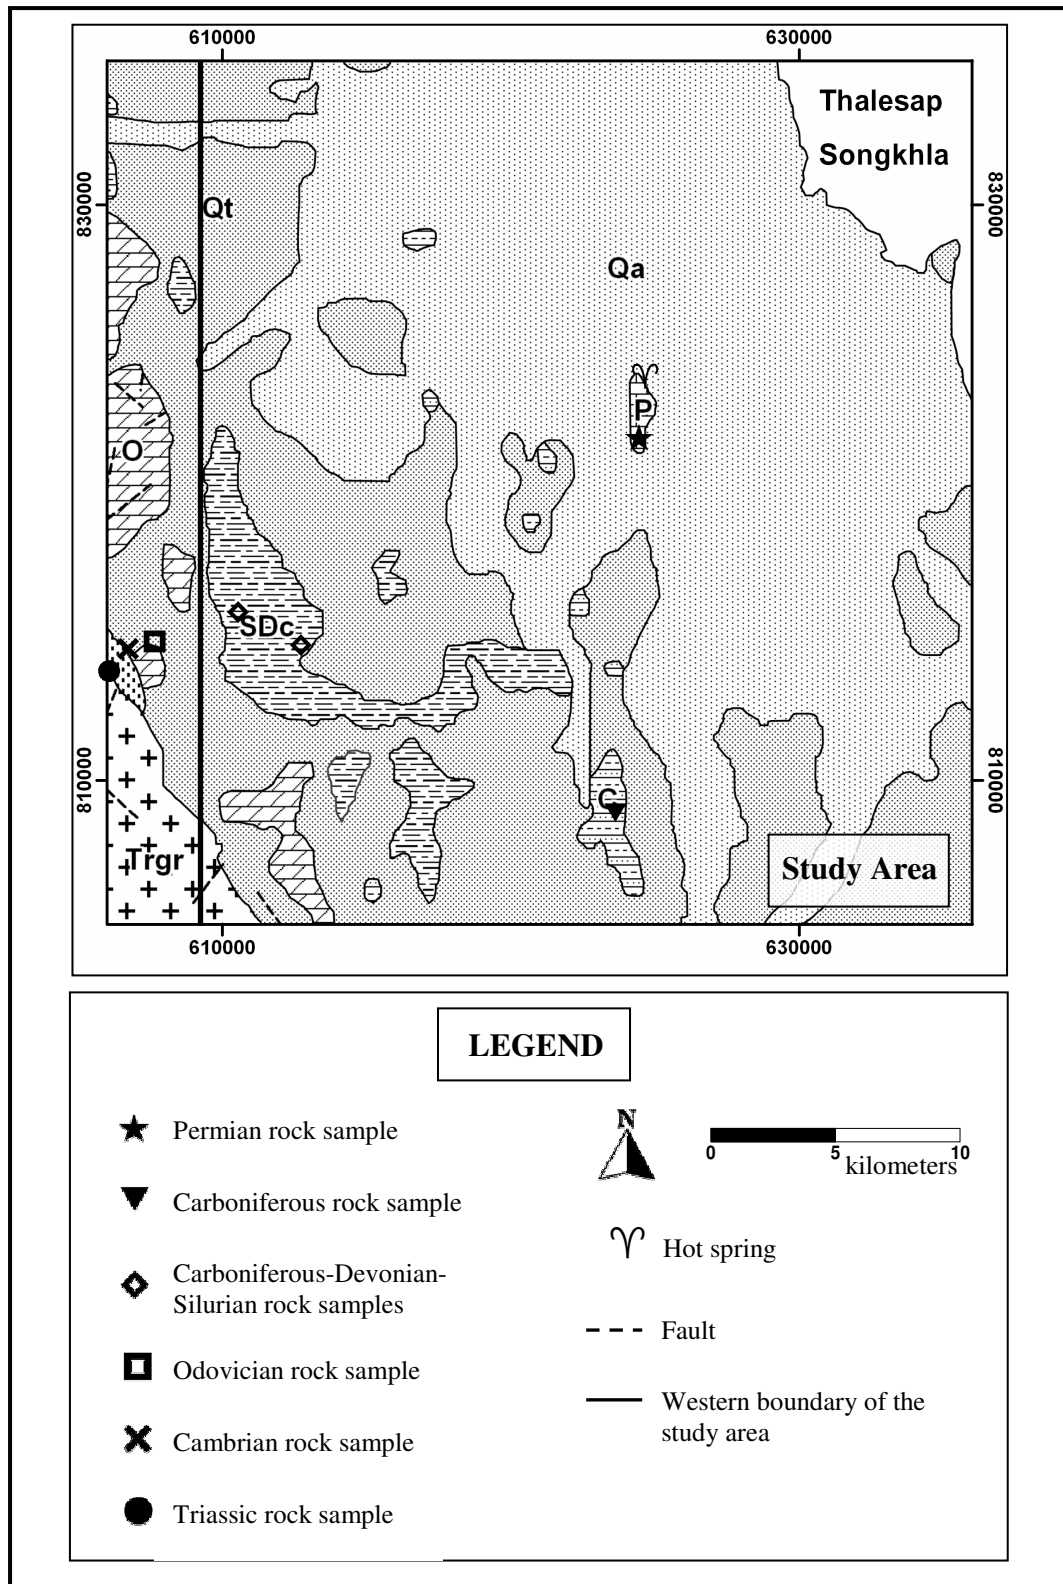 610000
630000
Thalesap
Songkhla
830000
830000
Qt
Qa
P
O
SDc
810000
810000
C
Trgr
Study Area
610000
630000
LEGEND
Permian rock sample
N
0
5
10
kilometers
Carboniferous rock sample
Hot spring
Carboniferous-Devonian-
Silurian rock samples
Fault
Odovician rock sample
Western boundary of the
study area
Cambrian rock sample
Triassic rock sample